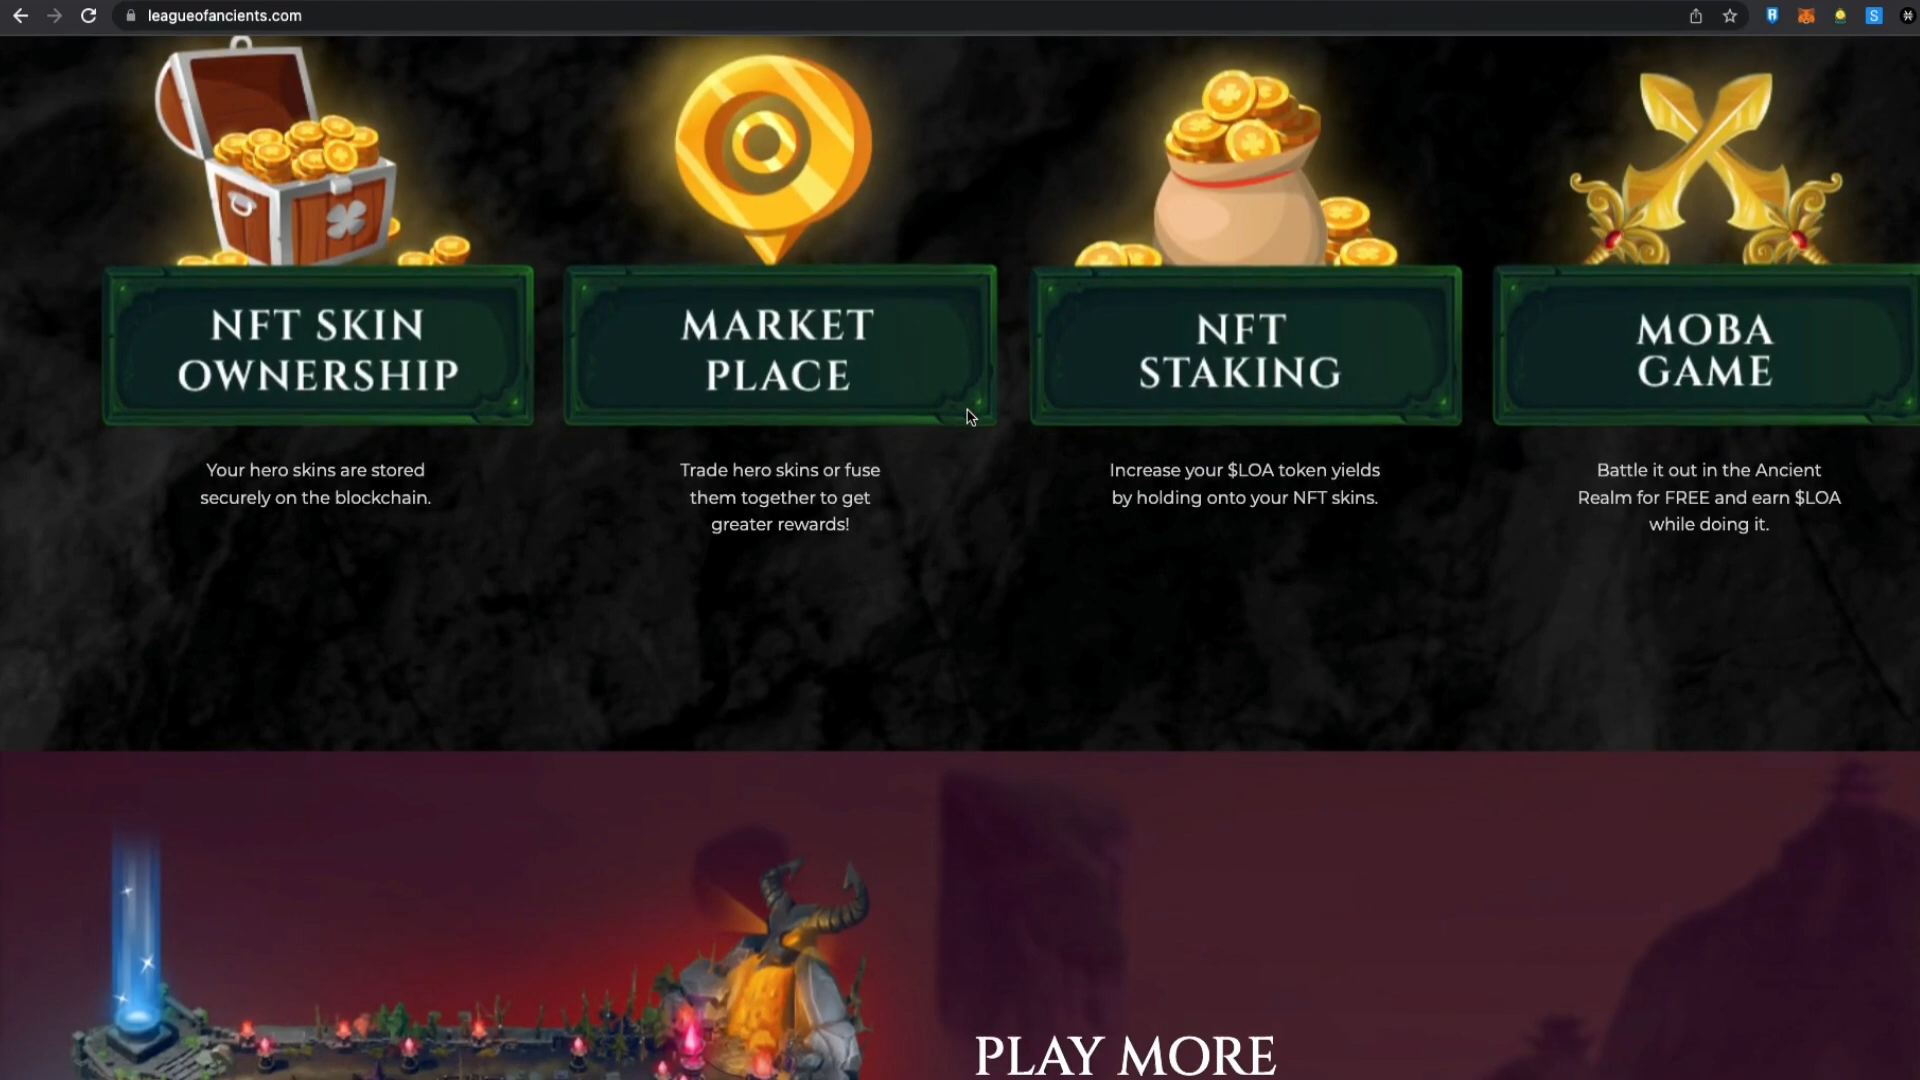 leagueofancients.com
NFT SKIN
OWNERSHIP
Your hero skins are stored
securely on the blockchain.
MARKET
PLACE
Trade hero skins or fuse
them together to get
greater rewards!
NFT
STAKING
Increase your $LOA token yields
by holding onto your NFT skins.
MOBA
GAME
Battle it out in the Ancient
Realm for FREE and earn $LOA
while doing it.
PLAY MORE